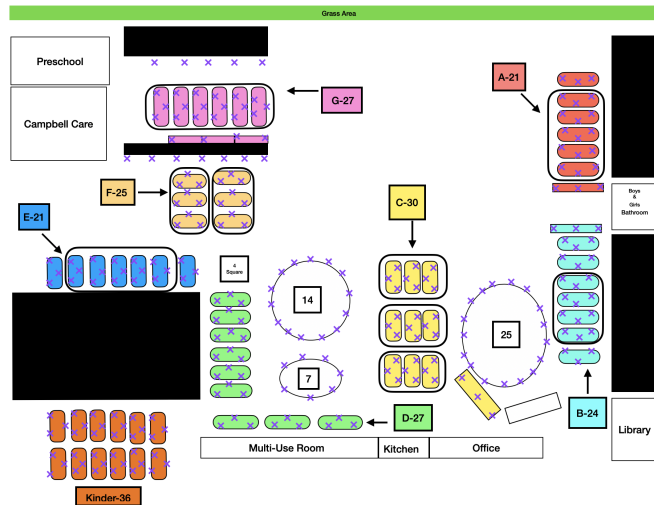 Grass Area
Preschool
A-21
G-27
Campbell Care
F-25
Boys
&
Girls
Bathroom
C-30
E-21
4
Square
14
25
7
B-24
D-27
Multi-Use Room
Kitchen
Office
Library
Kinder-36